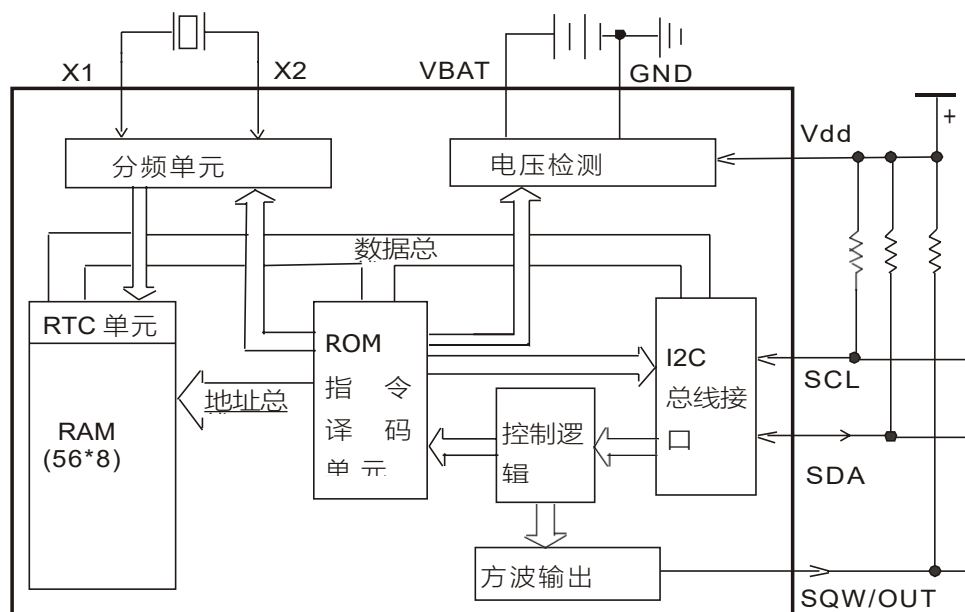 X1
X2
VBAT
GND
Vdd
+
分频单元
电压检测
数据总
RTC 单元
RAM
(56*8)
地址总
ROM
指 令
译 码
单 元
控制逻
辑
I2C
总线接
口
SCL
SDA
方波输出
SQW/OUT